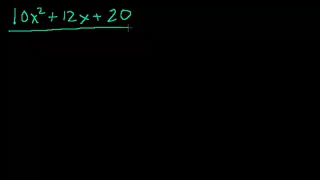 10x² + 12x + 20